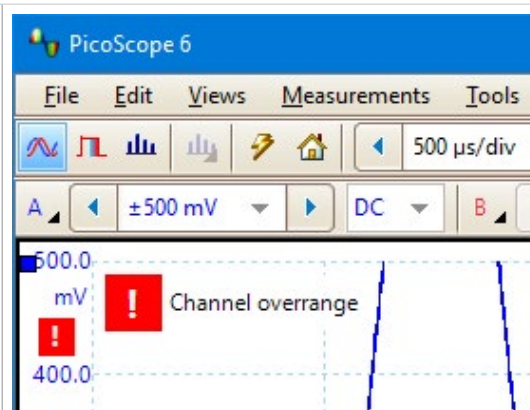 PicoScope 6
File Edit Views Measurements Tools
500 µs/div
A ±500 mV DC B
500.0
mV ! Channel overrange
!
400.0